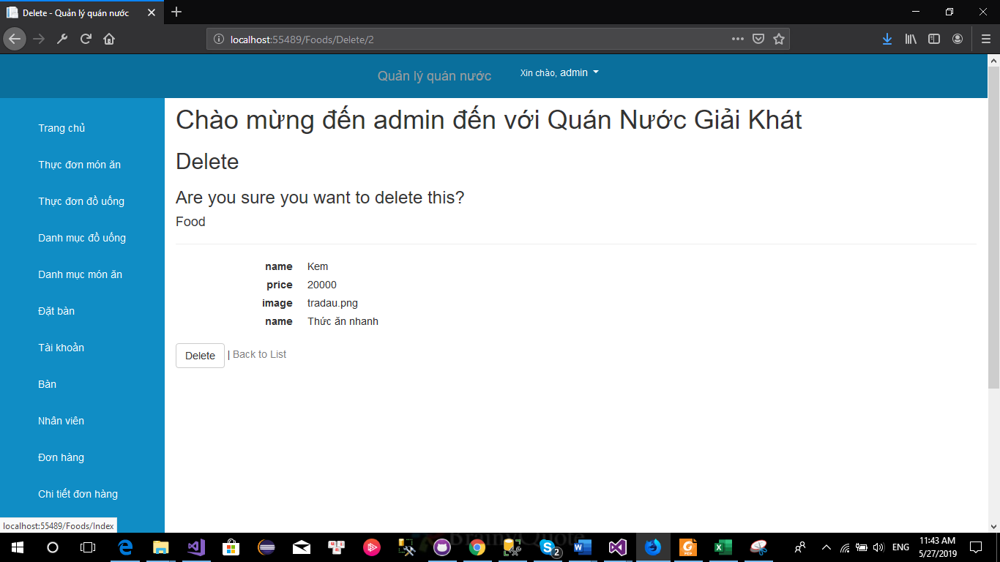 Delete - Quản lý quán nước
localhost:55489/Foods/Delete/2
Quản lý quán nước
Xin chào, admin
Trang chủ
Thực đơn món ăn
Thực đơn đồ uống
Danh mục đồ uống
Danh mục món ăn
Đặt bàn
Tài khoản
Bàn
Nhân viên
Đơn hàng
Chi tiết đơn hàng
Chào mừng đến admin đến với Quán Nước Giải Khát
Delete
Are you sure you want to delete this?
Food
name Kem
price 20000
image tradau.png
name Thức ăn nhanh
Delete | Back to List
localhost:55489/Foods/Index
2
ENG
11:43 AM
5/27/2019